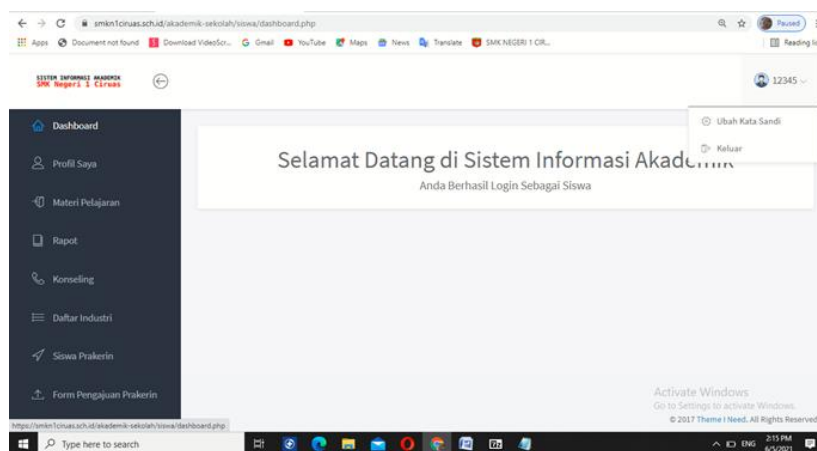 smkn1ciruas.sch.id/akademik-sekolah/siswa/dashboard.php
Paused
Apps Document not found Download VideoScr... Gmail YouTube Maps News Translate SMK NEGERI 1 CIR... Reading lis
SISTEM INFORMASI AKADEMIK
SMK Negeri 1 Ciruas
12345
Ubah Kata Sandi
Keluar
Dashboard
Profil Saya
Materi Pelajaran
Rapot
Konseling
Daftar Industri
Siswa Prakerin
Form Pengajuan Prakerin
Selamat Datang di Sistem Informasi Akademik
Anda Berhasil Login Sebagai Siswa
Activate Windows
Go to Settings to activate Windows.
© 2017 Theme I Need. All Rights Reserved
https://smkn1ciruas.sch.id/akademik-sekolah/siswa/dashboard.php
Type here to search
ENG
2:15 PM
6/5/2021